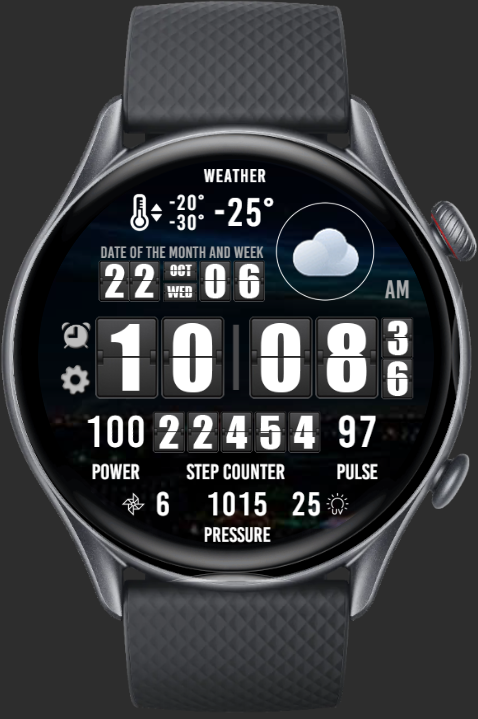 WEATHER
-20°
-30°
-25°
DATE OF THE MONTH AND WEEK
22 OCT WED 06
AM
10 08 36
100 22454 97
POWER STEP COUNTER PULSE
6 1015 25 UV
PRESSURE